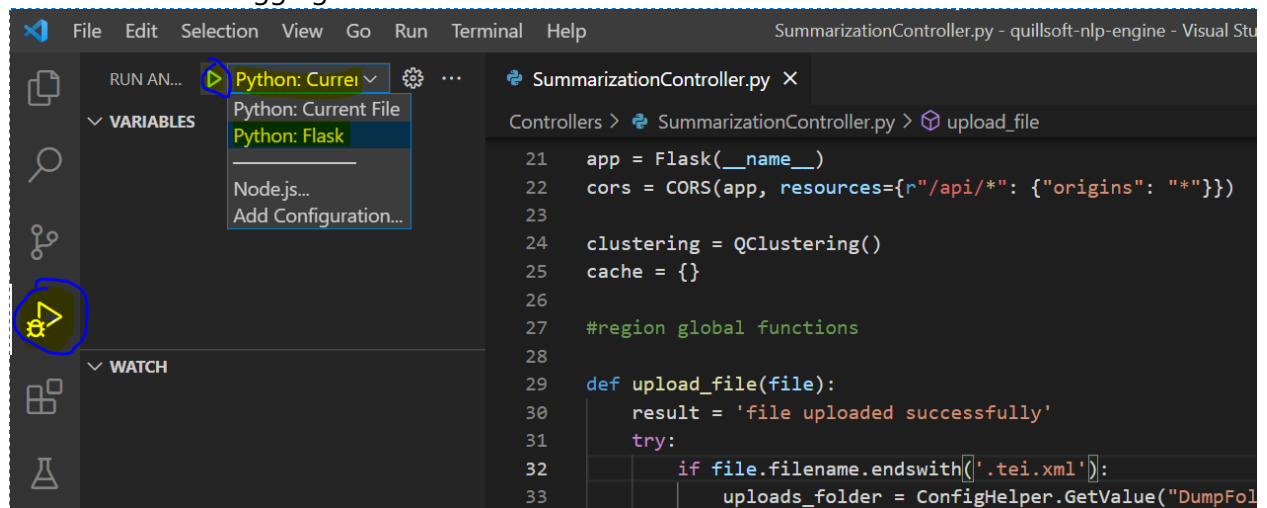 File Edit Selection View Go Run Terminal Help SummarizationController.py - quillsoft-nlp-engine - Visual Stu
RUN AN... Python: Currei
Python: Current File
Python: Flask
Node.js...
Add Configuration...
VARIABLES
WATCH
SummarizationController.py
Controllers > SummarizationController.py > upload_file
21 app = Flask(__name__)
22 cors = CORS(app, resources={r"/api/*": {"origins": "*"}})
23
24 clustering = QClustering()
25 cache = {}
26
27 #region global functions
28
29 def upload_file(file):
30 result = 'file uploaded successfully'
31 try:
32 if file.filename.endswith('.tei.xml'):
33 uploads_folder = ConfigHelper.GetValue("DumpFol